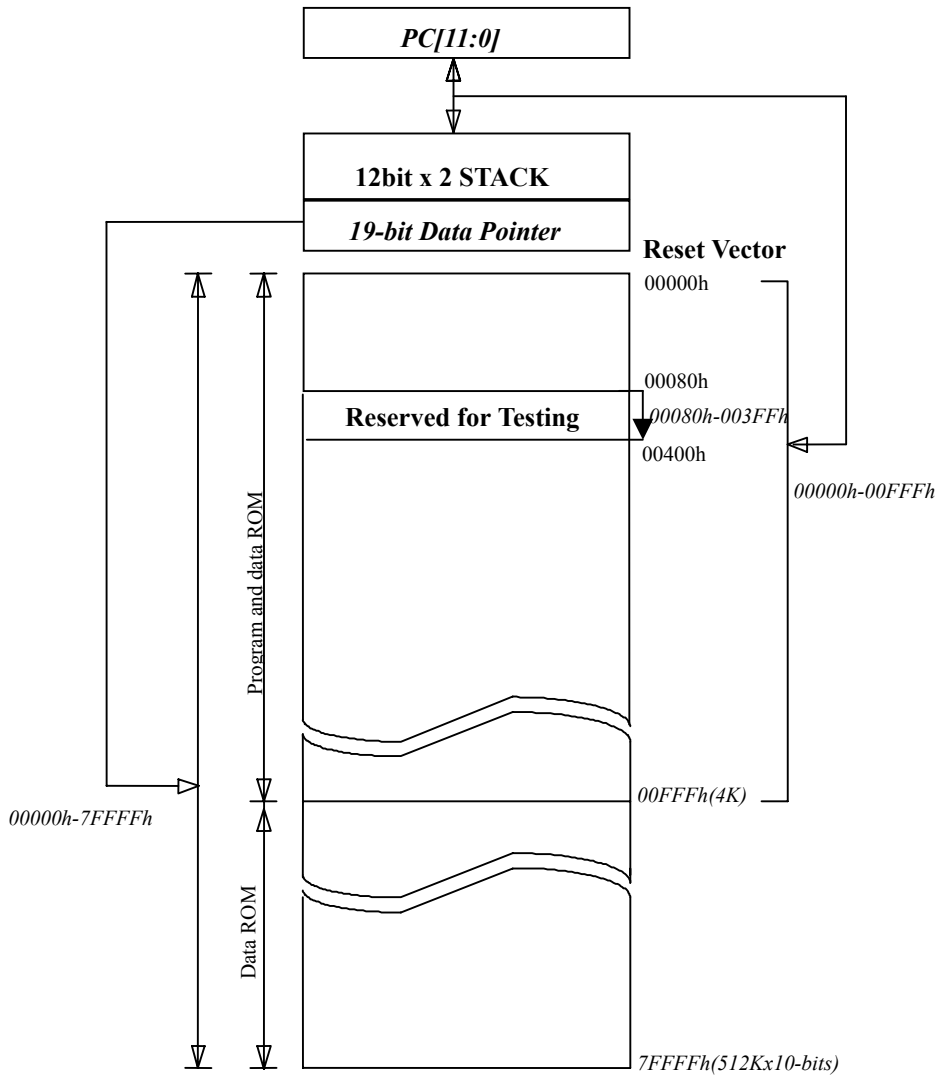 PC[11:0]
12bit x 2 STACK
19-bit Data Pointer
Reset Vector
00000h
00080h
Reserved for Testing
00080h-003FFh
00400h
00000h-00FFFh
Program and data ROM
00FFFh(4K)
00000h-7FFFFh
Data ROM
7FFFFh(512Kx10-bits)